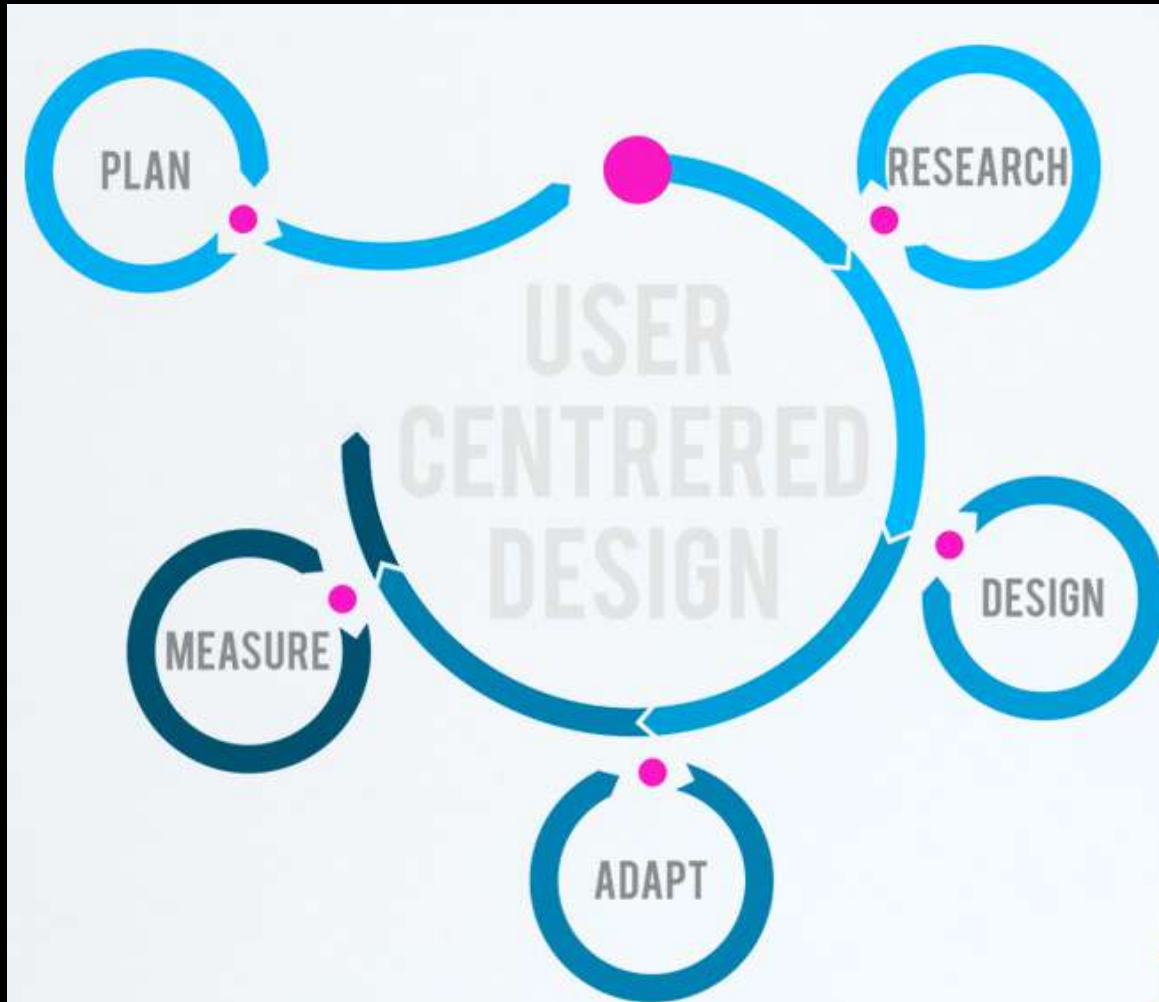 PLAN
RESEARCH
USER
CENTRERED
DESIGN
DESIGN
MEASURE
ADAPT